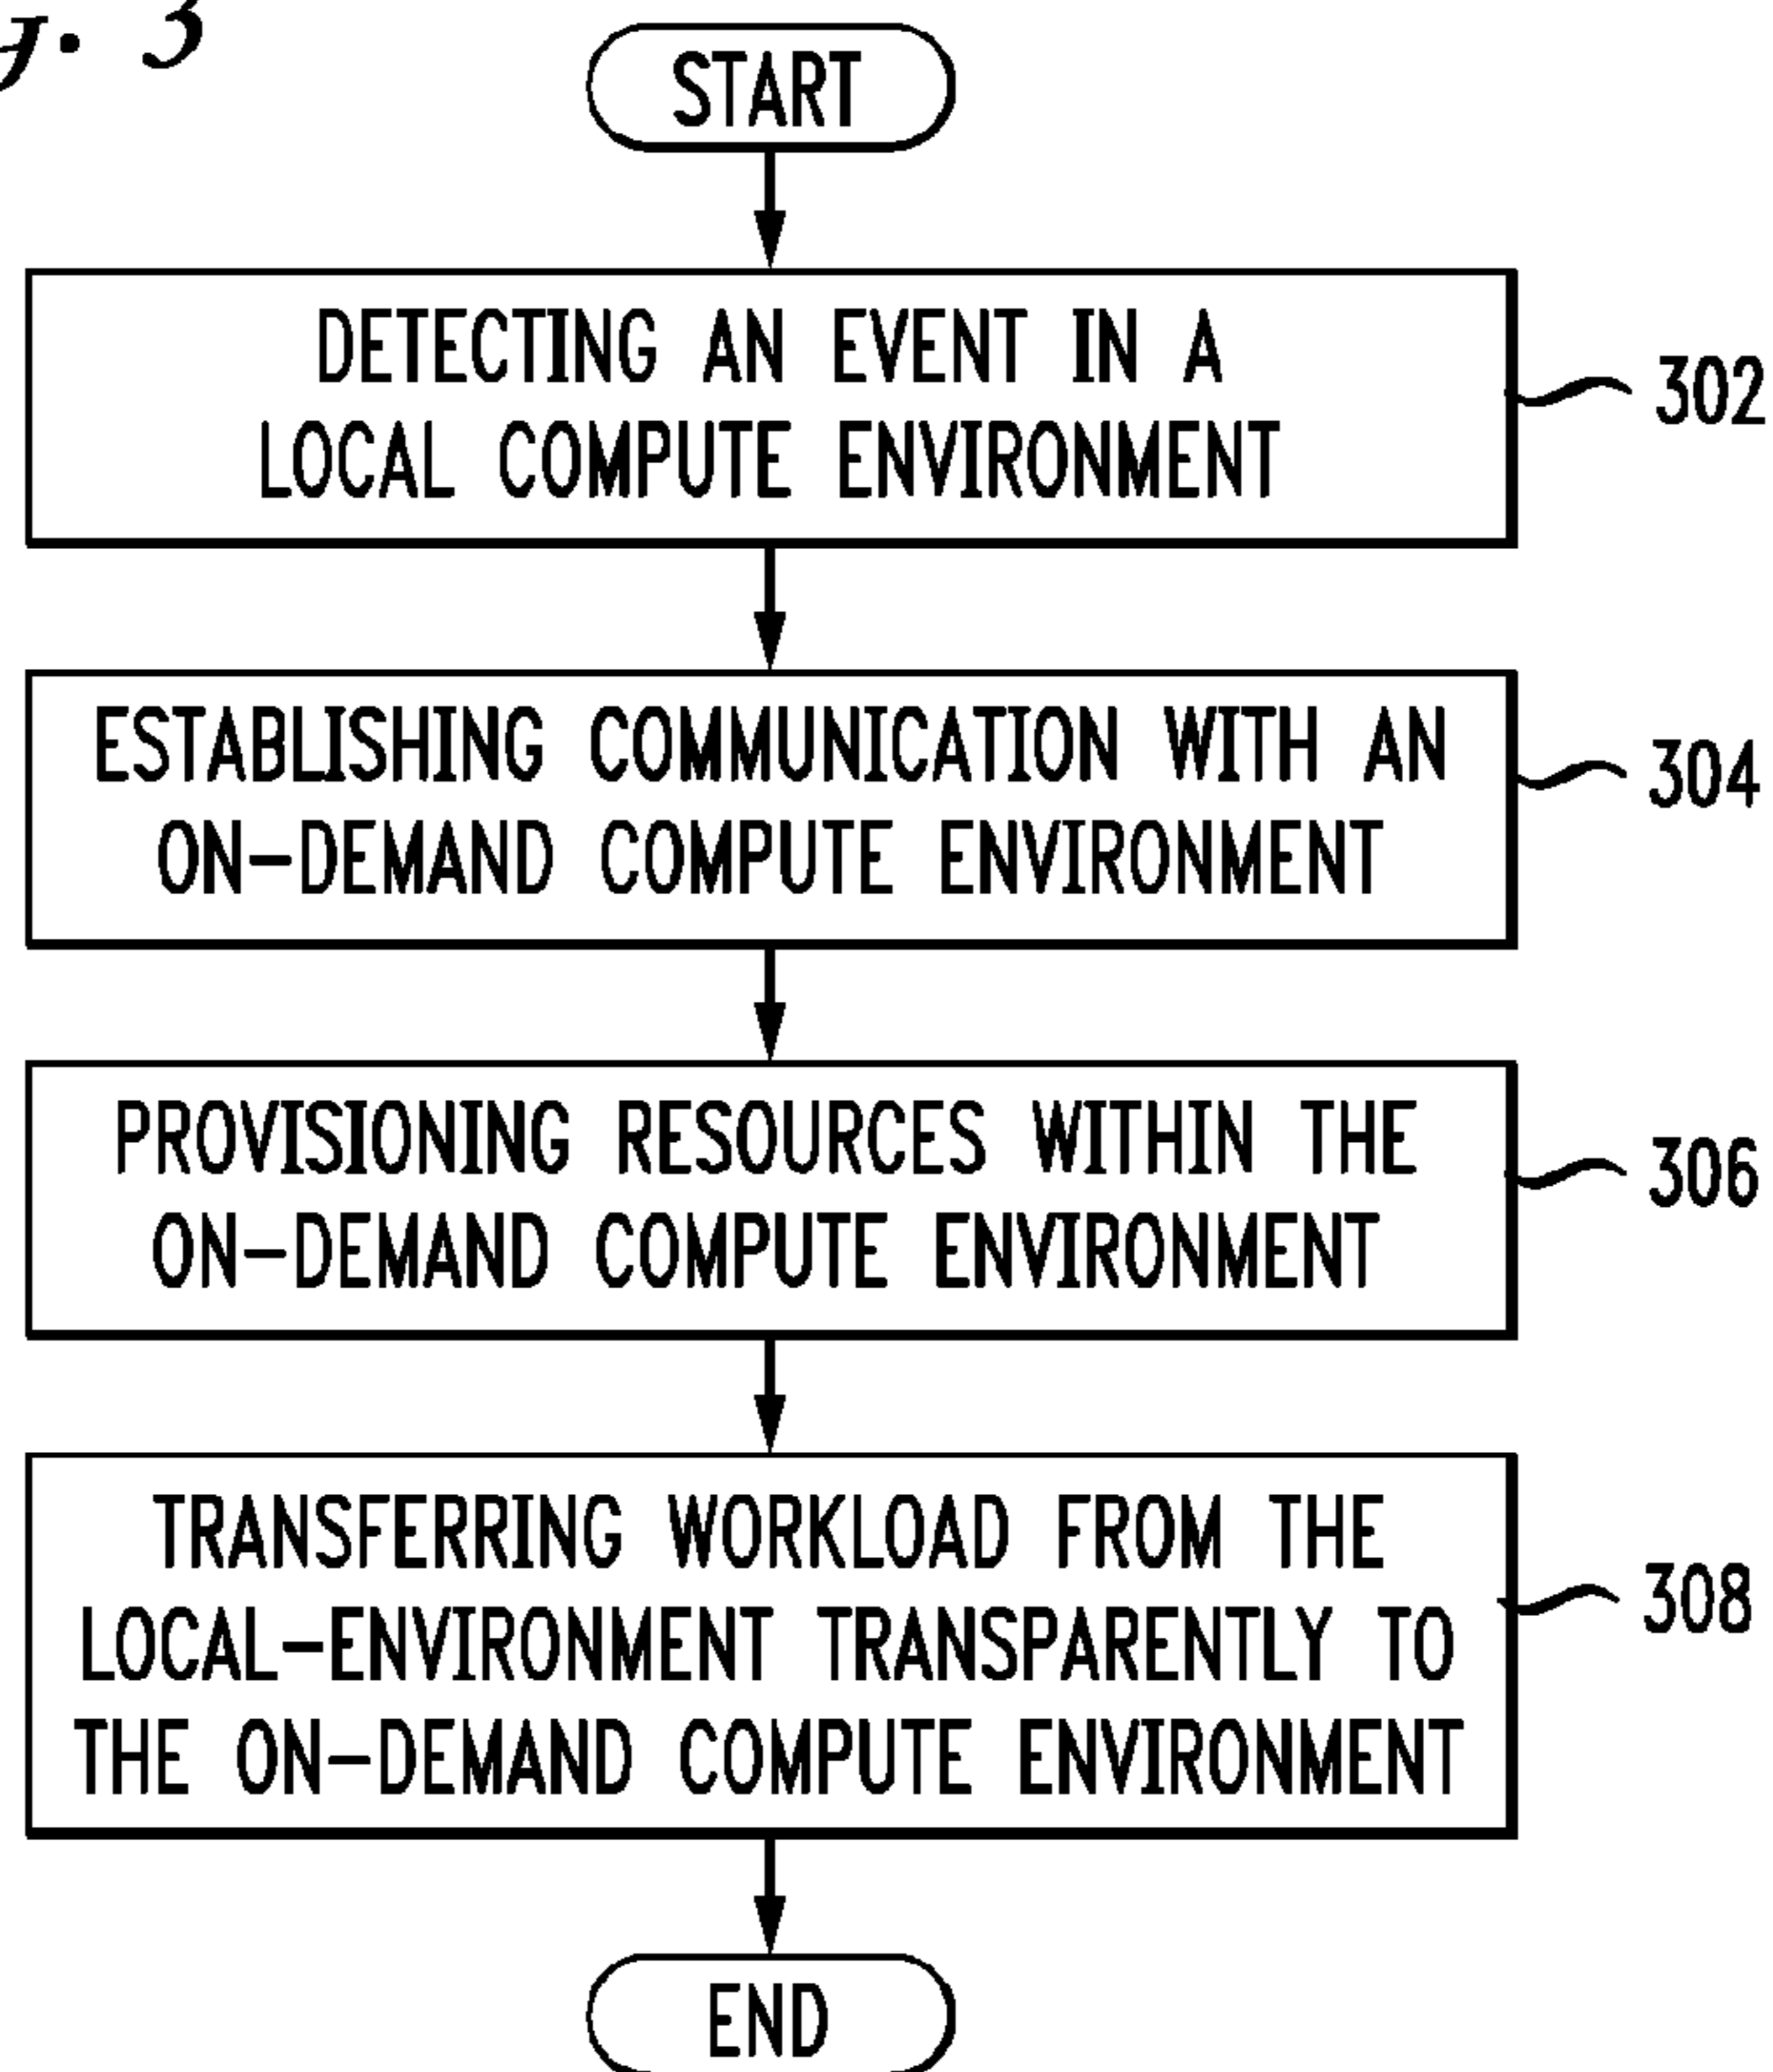 g. 3
START
DETECTING AN EVENT IN A
LOCAL COMPUTE ENVIRONMENT
302
ESTABLISHING COMMUNICATION WITH AN
ON-DEMAND COMPUTE ENVIRONMENT
304
PROVISIONING RESOURCES WITHIN THE
ON-DEMAND COMPUTE ENVIRONMENT
306
TRANSFERRING WORKLOAD FROM THE
LOCAL-ENVIRONMENT TRANSPARENTLY TO
THE ON-DEMAND COMPUTE ENVIRONMENT
308
END